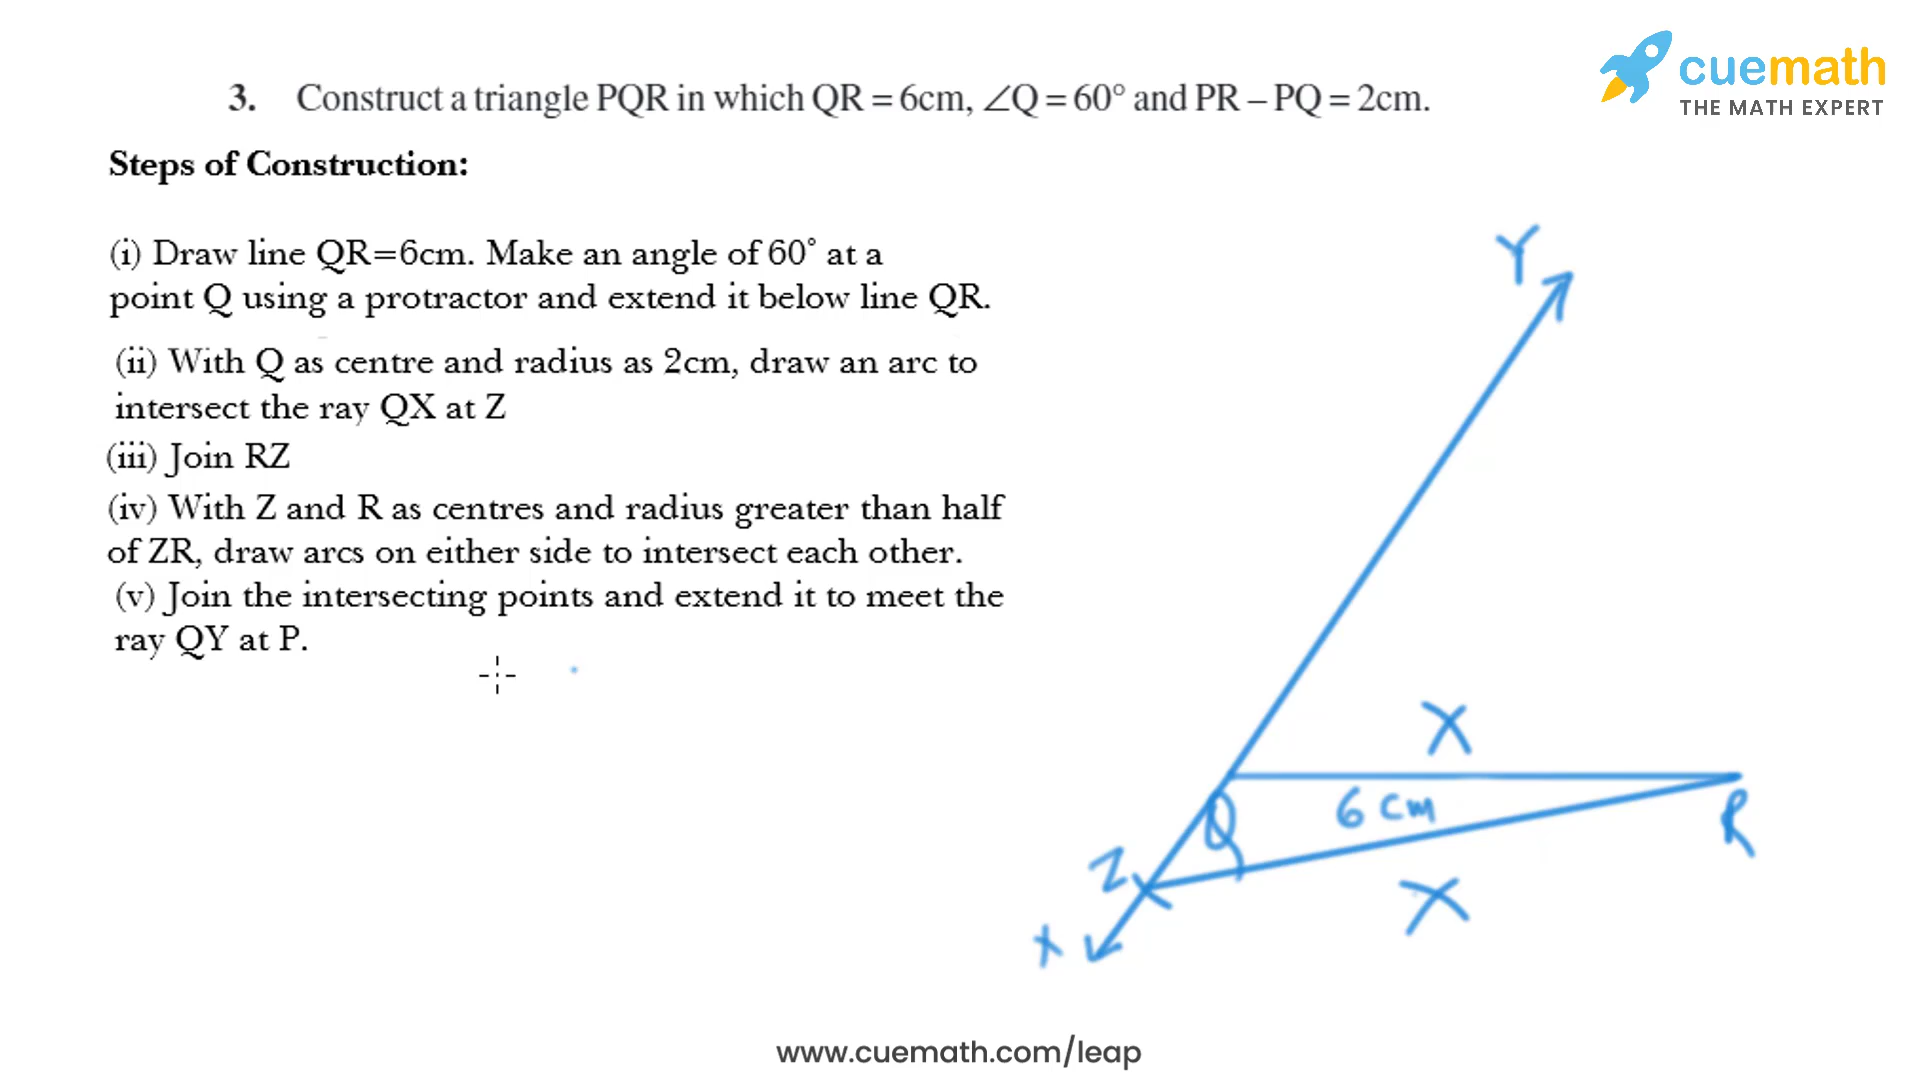 cuemath
THE MATH EXPERT
3. Construct a triangle PQR in which QR = 6cm, ∠Q = 60° and PR – PQ = 2cm.
Steps of Construction:
(i) Draw line QR=6cm. Make an angle of 60° at a
point Q using a protractor and extend it below line QR.
(ii) With Q as centre and radius as 2cm, draw an arc to
intersect the ray QX at Z
(iii) Join RZ
(iv) With Z and R as centres and radius greater than half
of ZR, draw arcs on either side to intersect each other.
(v) Join the intersecting points and extend it to meet the
ray QY at P.
Y
Q
6 cm
R
Z
X
www.cuemath.com/leap